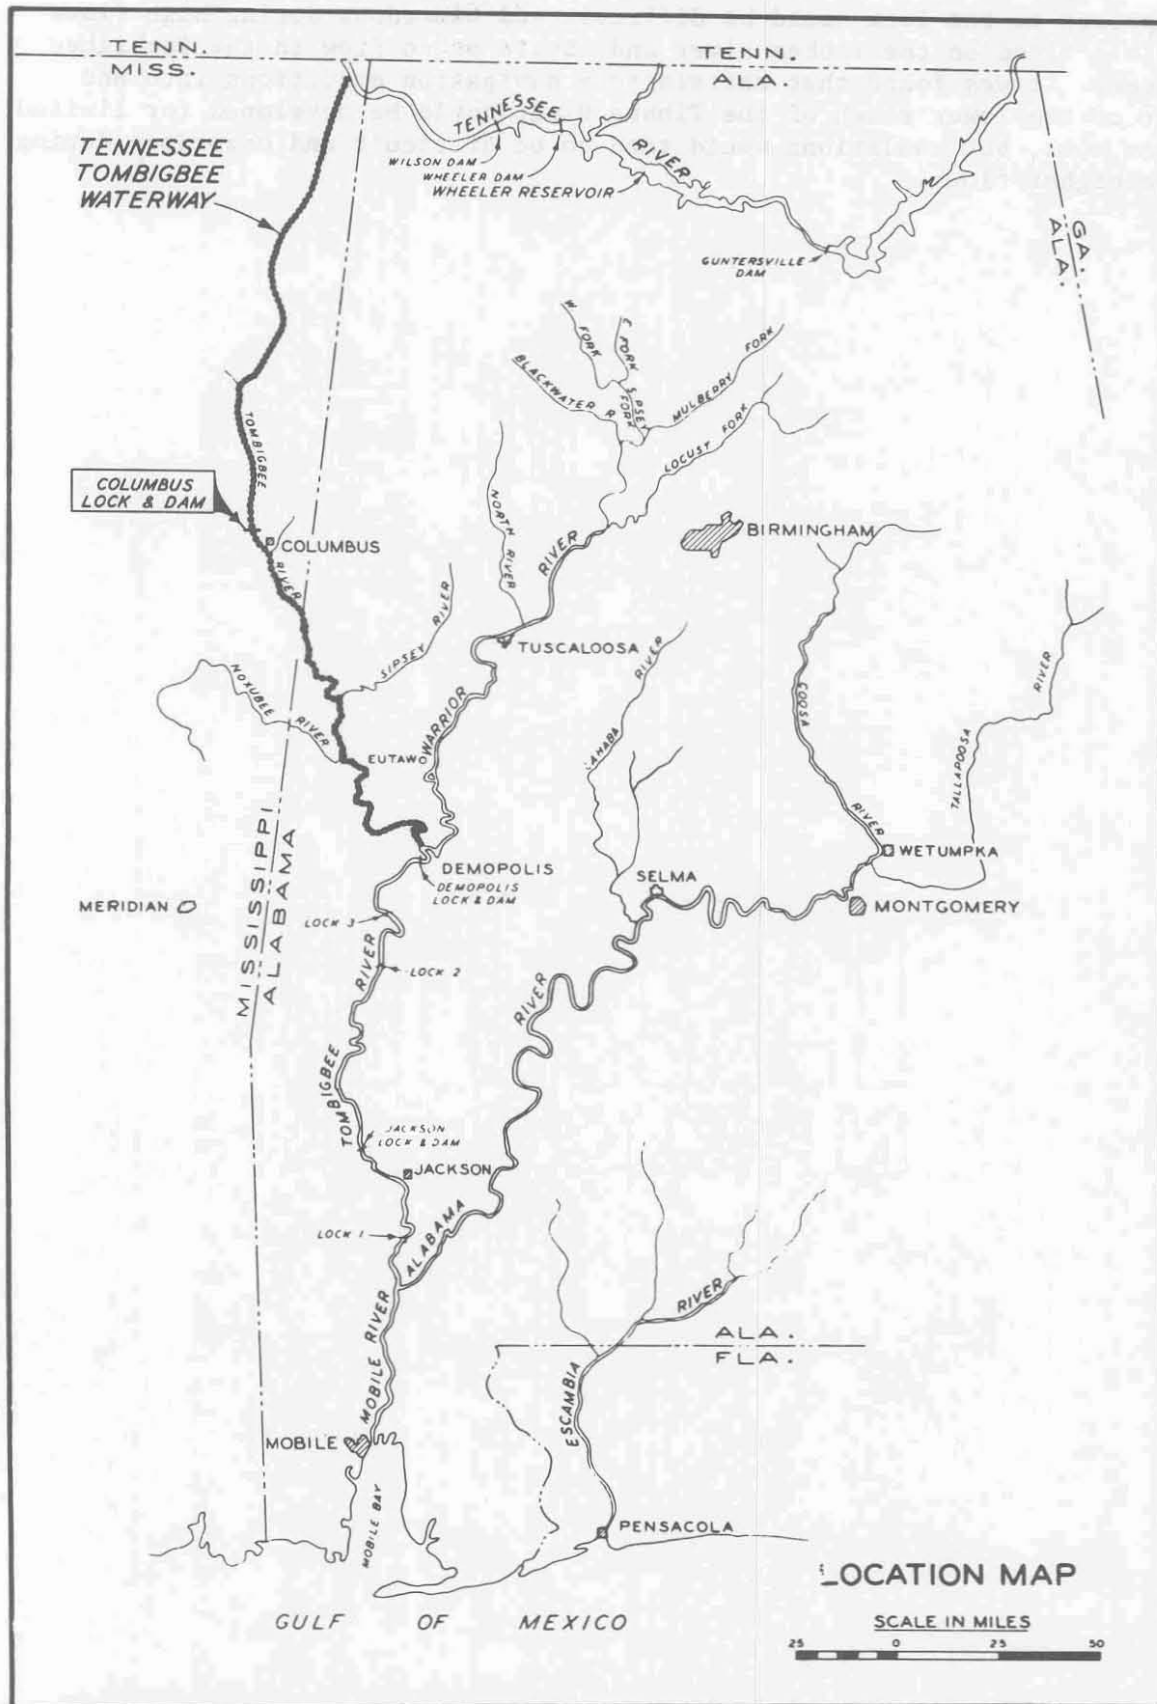 TENN.
MISS.
TENN.
ALA
TENNESSEE
TOMBIGBEE
WATERWAY
TENNESSEE
RIVER
WILSON DAM
WHEELER DAM
WHEELER RESERVOIR
GUNTERSVILLE
DAM
GA.
ALA.
W FORK
E FORK
SIPSEY
FORK
BLACKWATER R
MULBERRY FORK
LOCUST FORK
TOMBIGBEE
RIVER
COLUMBUS
LOCK & DAM
COLUMBUS
NORTH RIVER
RIVER
BIRMINGHAM
TUSCALOOSA
SIPSEY RIVER
NOXUBEE RIVER
WARRIOR
EUTAW
AHABA RIVER
COOSA
RIVER
TALLAPOOSA
RIVER
WETUMPKA
DEMOPOLIS
DEMOPOLIS
LOCK & DAM
SELMA
MONTGOMERY
MISSISSIPPI
ALABAMA
MERIDIAN
LOCK 3
LOCK 2
RIVER
RIVER
TOMBIGBEE
JACKSON
LOCK & DAM
JACKSON
LOCK 1
ALABAMA
MOBILE RIVER
RIVER
ALA.
FLA.
ESCAMBIA
MOBILE
MOBILE BAY
PENSACOLA
GULF OF MEXICO
LOCATION MAP
SCALE IN MILES
25 0 25 50